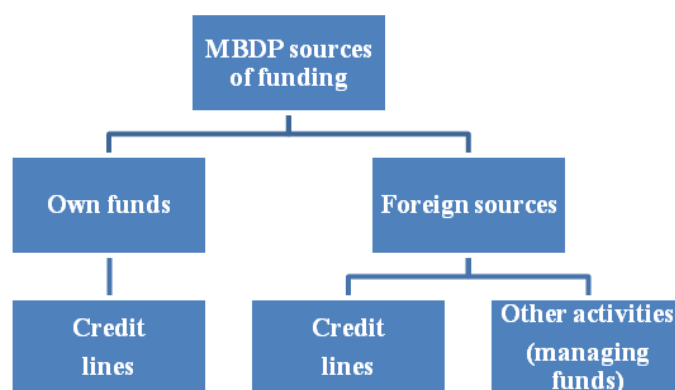 MBDP sources
of funding
Own funds
Foreign sources
Credit
lines
Credit
lines
Other activities
(managing
funds)